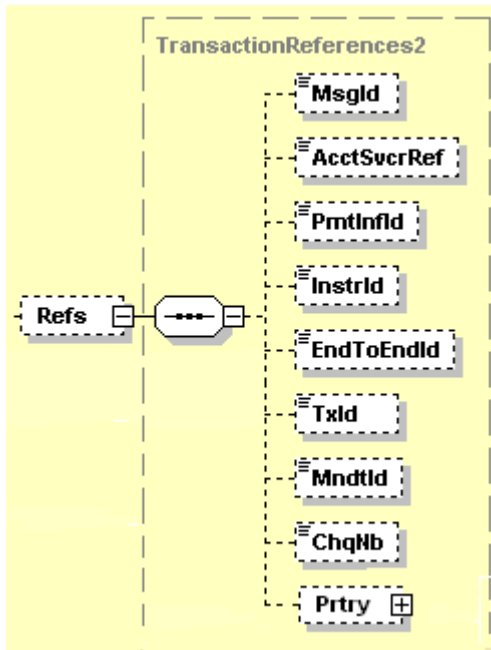 TransactionReferences2
MsgId
AcctSvcrRef
PmtInfId
InstrId
Refs
EndToEndId
TxId
MndtId
ChqNb
Prtry